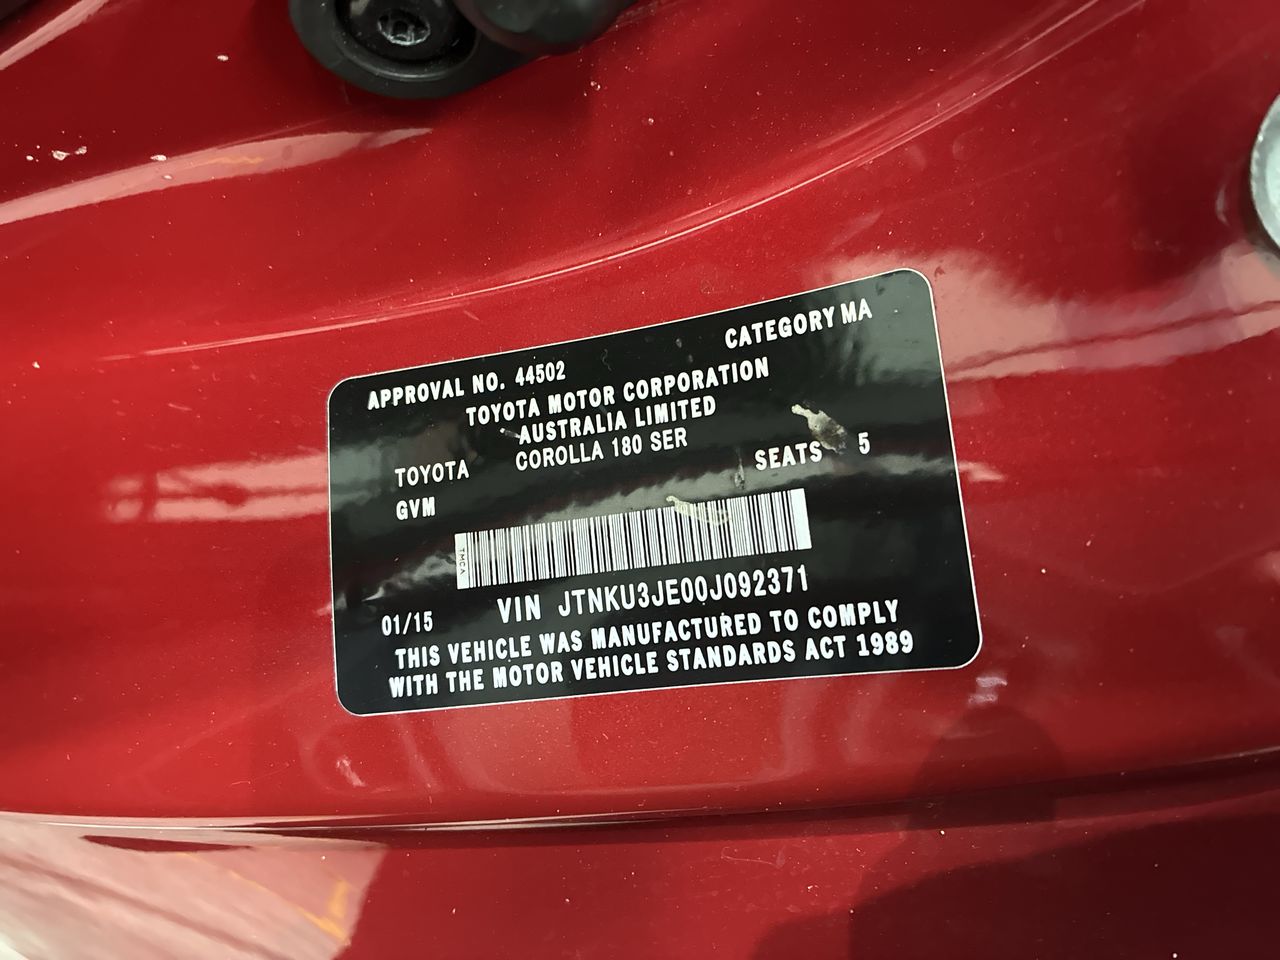 APPROVAL NO. 44502 CATEGORY MA
TOYOTA MOTOR CORPORATION
AUSTRALIA LIMITED
TOYOTA COROLLA 180 SER
GVM SEATS 5
TMCA
01/15 VIN JTNKU3JE00J092371
THIS VEHICLE WAS MANUFACTURED TO COMPLY
WITH THE MOTOR VEHICLE STANDARDS ACT 1989